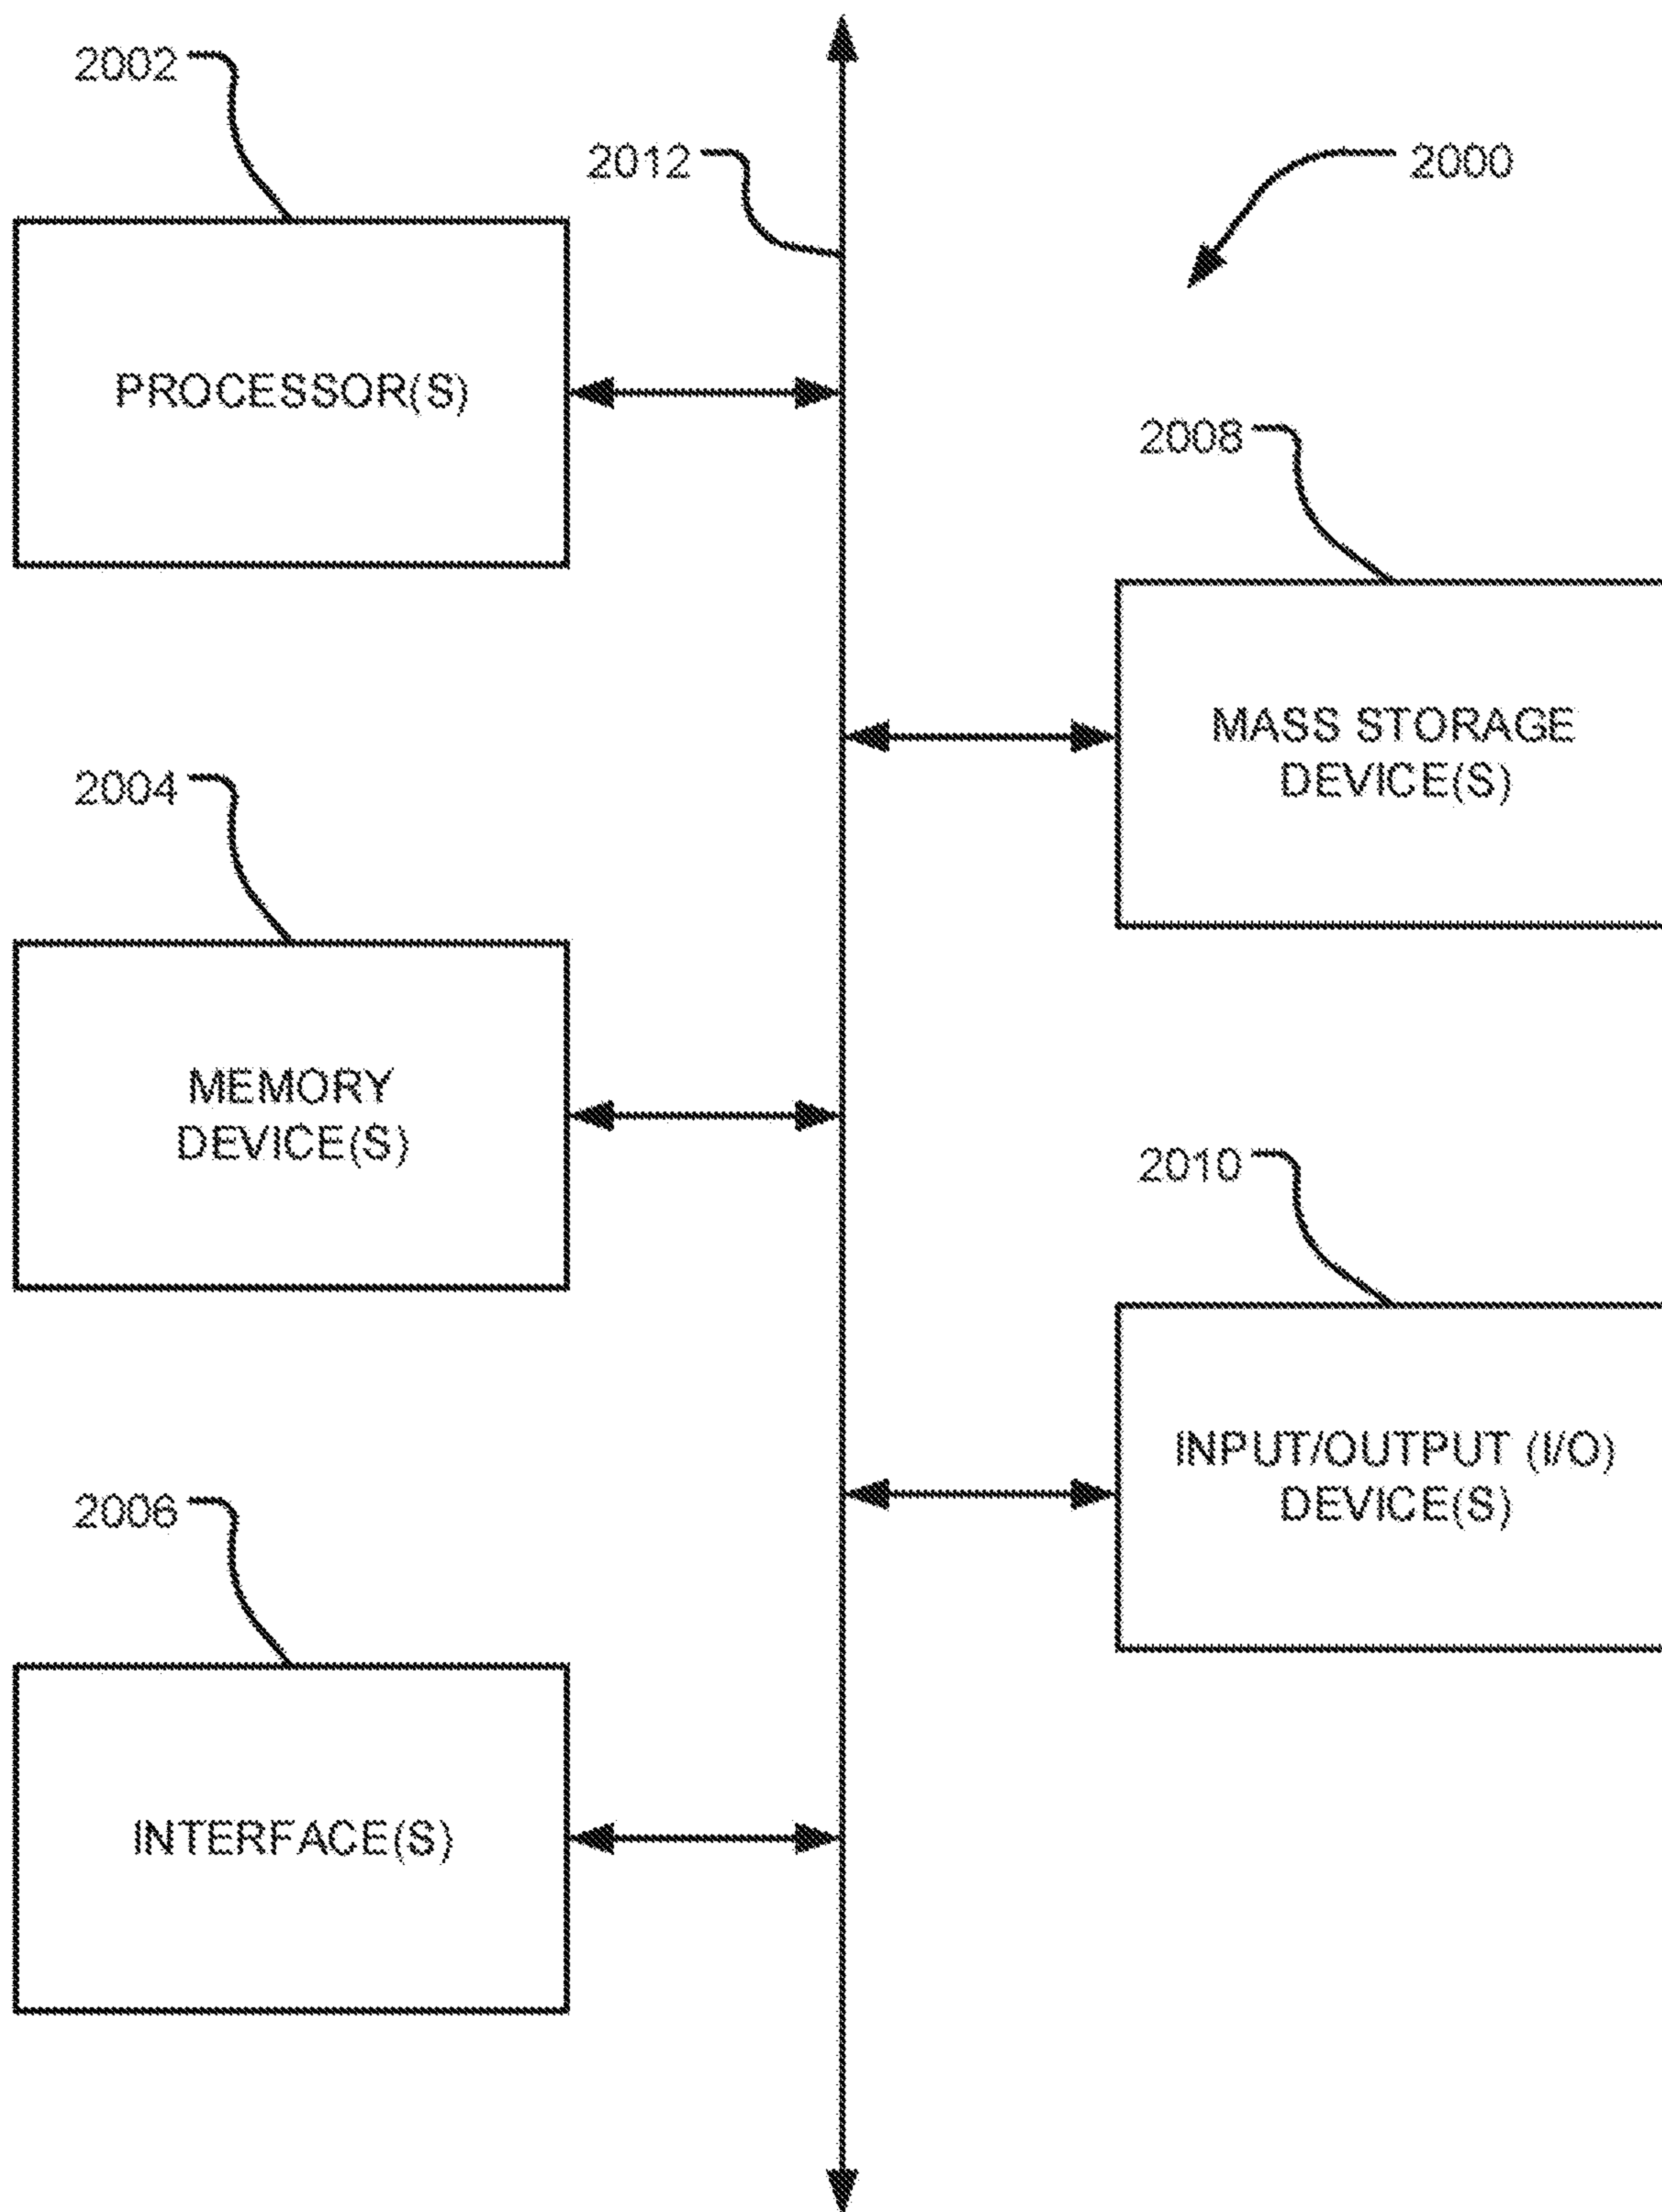 2002
2012
2000
PROCESSOR(S)
2008
MASS STORAGE
DEVICE(S)
2004
MEMORY
DEVICE(S)
2010
INPUT/OUTPUT (I/O)
DEVICE(S)
2006
INTERFACE(S)